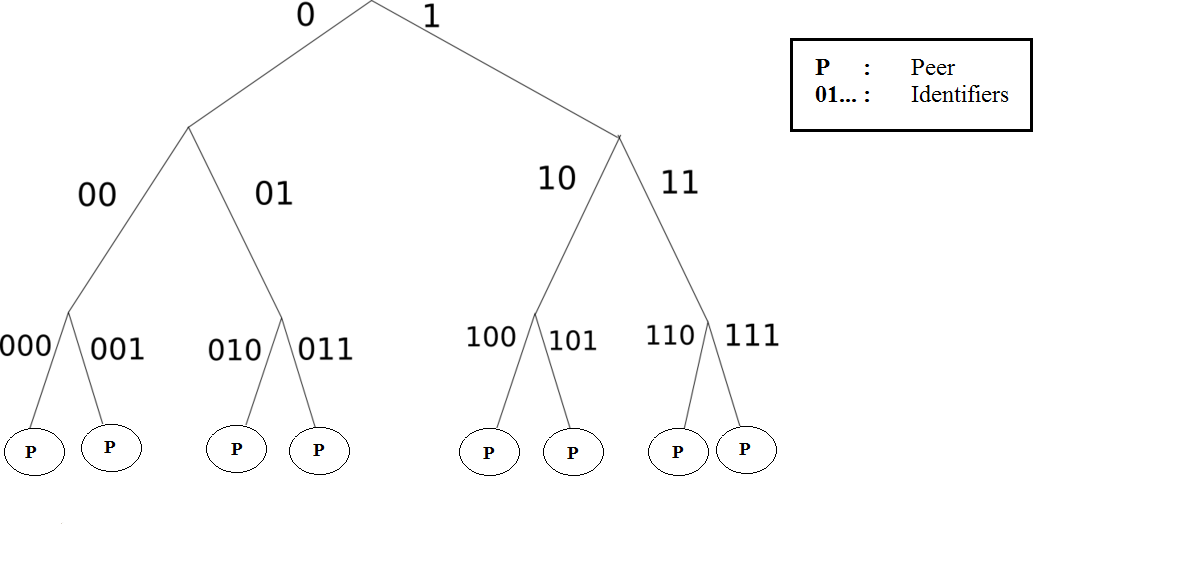 0 1
P : Peer
01... : Identifiers
00 01 10 11
000 001 010 011 100 101 110 111
P P P P P P P P